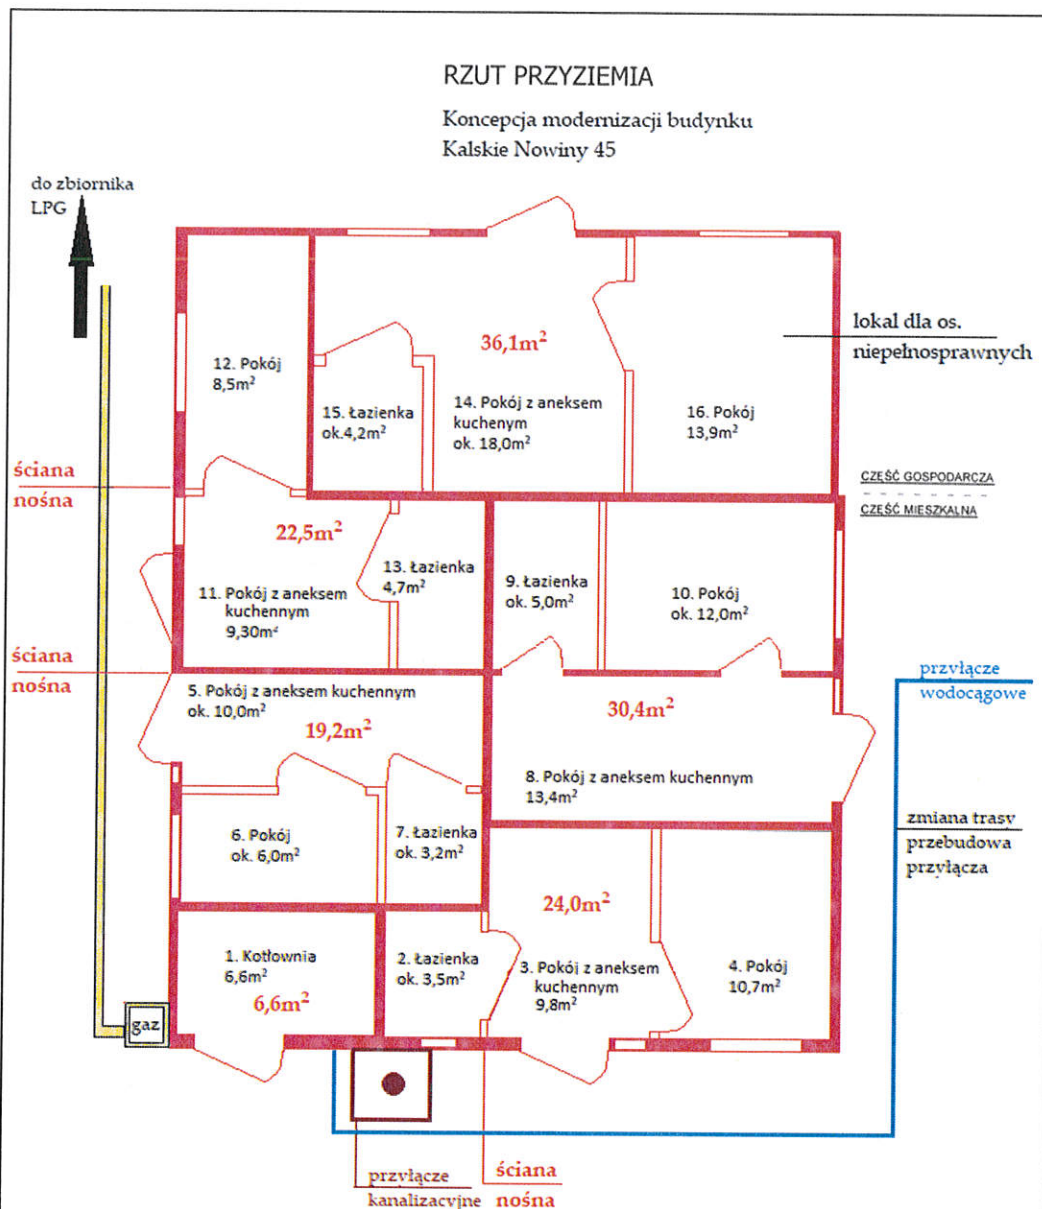 RZUT PRZYZIEMIA
Koncepcja modernizacji budynku
Kalskie Nowiny 45
do zbiornika
LPG
36,1m²
lokal dla os.
niepełnosprawnych
12. Pokój
8,5m²
15. Łazienka
ok.4,2m²
14. Pokój z aneksem
kuchenym
ok. 18,0m²
16. Pokój
13,9m²
ściana
nośna
CZĘŚĆ GOSPODARCZA
CZĘŚĆ MIESZKALNA
22,5m²
13. Łazienka
4,7m²
11. Pokój z aneksem
kuchennym
9,30m²
9. Łazienka
ok. 5,0m²
10. Pokój
ok. 12,0m²
ściana
nośna
5. Pokój z aneksem kuchennym
ok. 10,0m²
19,2m²
30,4m²
przyłącze
wodocągowe
8. Pokój z aneksem kuchennym
13,4m²
6. Pokój
ok. 6,0m²
7. Łazienka
ok. 3,2m²
zmiana trasy
przebudowa
przyłącza
24,0m²
1. Kotłownia
6,6m²
6,6m²
2. Łazienka
ok. 3,5m²
3. Pokój z aneksem
kuchennym
9,8m²
4. Pokój
10,7m²
gaz
przyłącze
kanalizacyjne
ściana
nośna